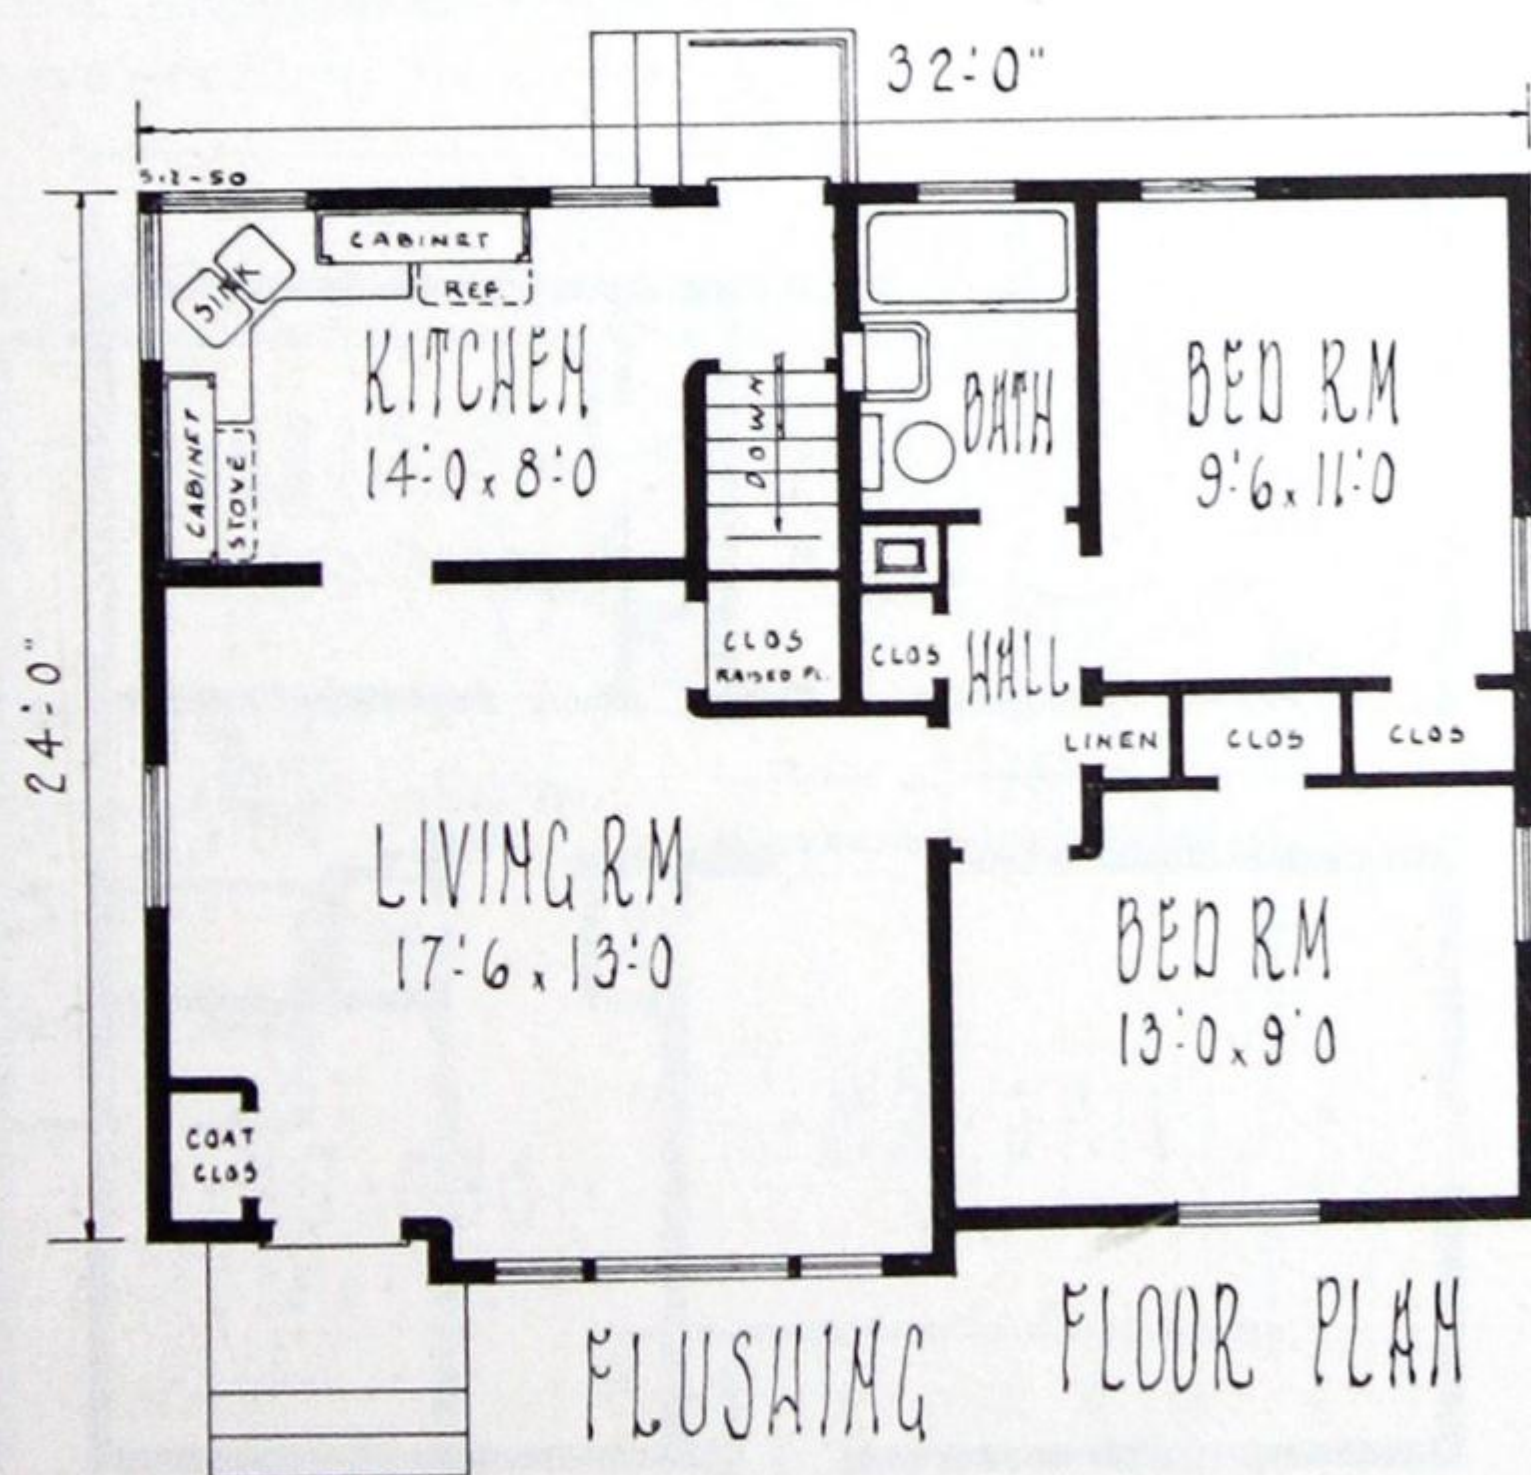 32'-0"
512-50
CABINET
SINK
REF.
KITCHEN
14'-0 x 8'-0
CABINET
STOVE
DOWN
BATH
BED RM
9'-6 x 11'-0
CLOS
RAISED FL.
CLOS
HALL
LINEN
CLOS
CLOS
24'-0"
LIVING RM
17'-6 x 13'-0
BED RM
13'-0 x 9'0
COAT
CLOS
FLUSHING
FLOOR PLAN